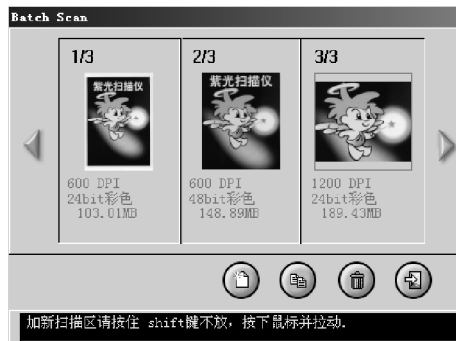 Batch Scan
1/3
2/3
3/3
紫光扫描仪
紫光扫描仪
600 DPI
24bit彩色
103.01MB
600 DPI
48bit彩色
148.89MB
1200 DPI
24bit彩色
189.43MB
加新扫描区请按住 shift健不放，按下鼠标并拉动.